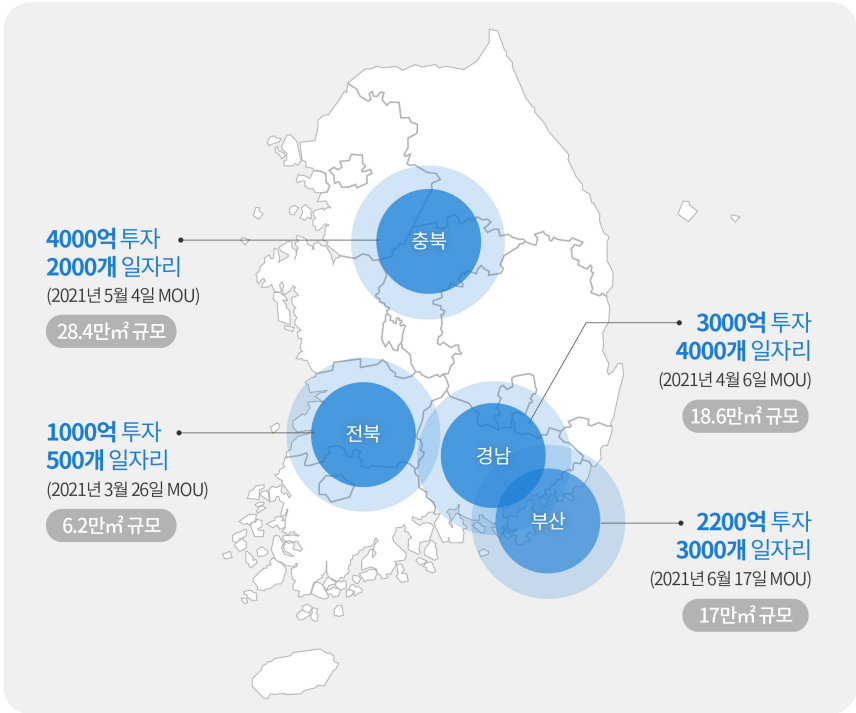 충북
4000억 투자
2000개 일자리
(2021년 5월 4일 MOU)
28.4만㎡ 규모
3000억 투자
4000개 일자리
(2021년 4월 6일 MOU)
18.6만㎡ 규모
전북
1000억 투자
500개 일자리
(2021년 3월 26일 MOU)
6.2만㎡ 규모
경남
부산
2200억 투자
3000개 일자리
(2021년 6월 17일 MOU)
17만㎡ 규모